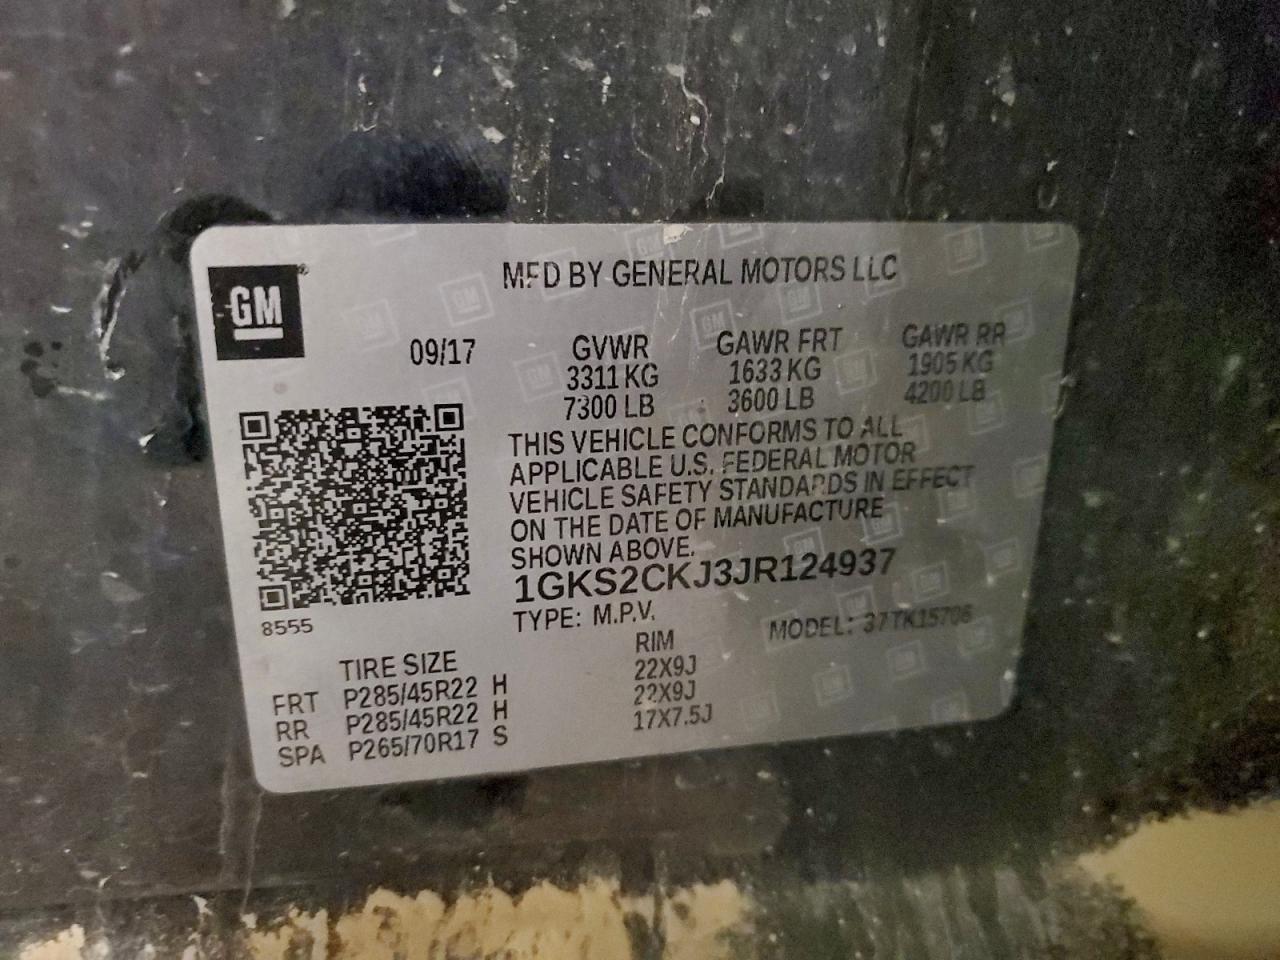 GM
MFD BY GENERAL MOTORS LLC
09/17 GVWR GAWR FRT GAWR RR
3311 KG 1633 KG 1905 KG
7300 LB 3600 LB 4200 LB
THIS VEHICLE CONFORMS TO ALL
APPLICABLE U.S. FEDERAL MOTOR
VEHICLE SAFETY STANDARDS IN EFFECT
ON THE DATE OF MANUFACTURE
SHOWN ABOVE.
1GKS2CKJ3JR124937
8555
TYPE: M.P.V. MODEL: 37TK15706
TIRE SIZE RIM
FRT P285/45R22 H 22X9J
RR P285/45R22 H 22X9J
SPA P265/70R17 S 17X7.5J